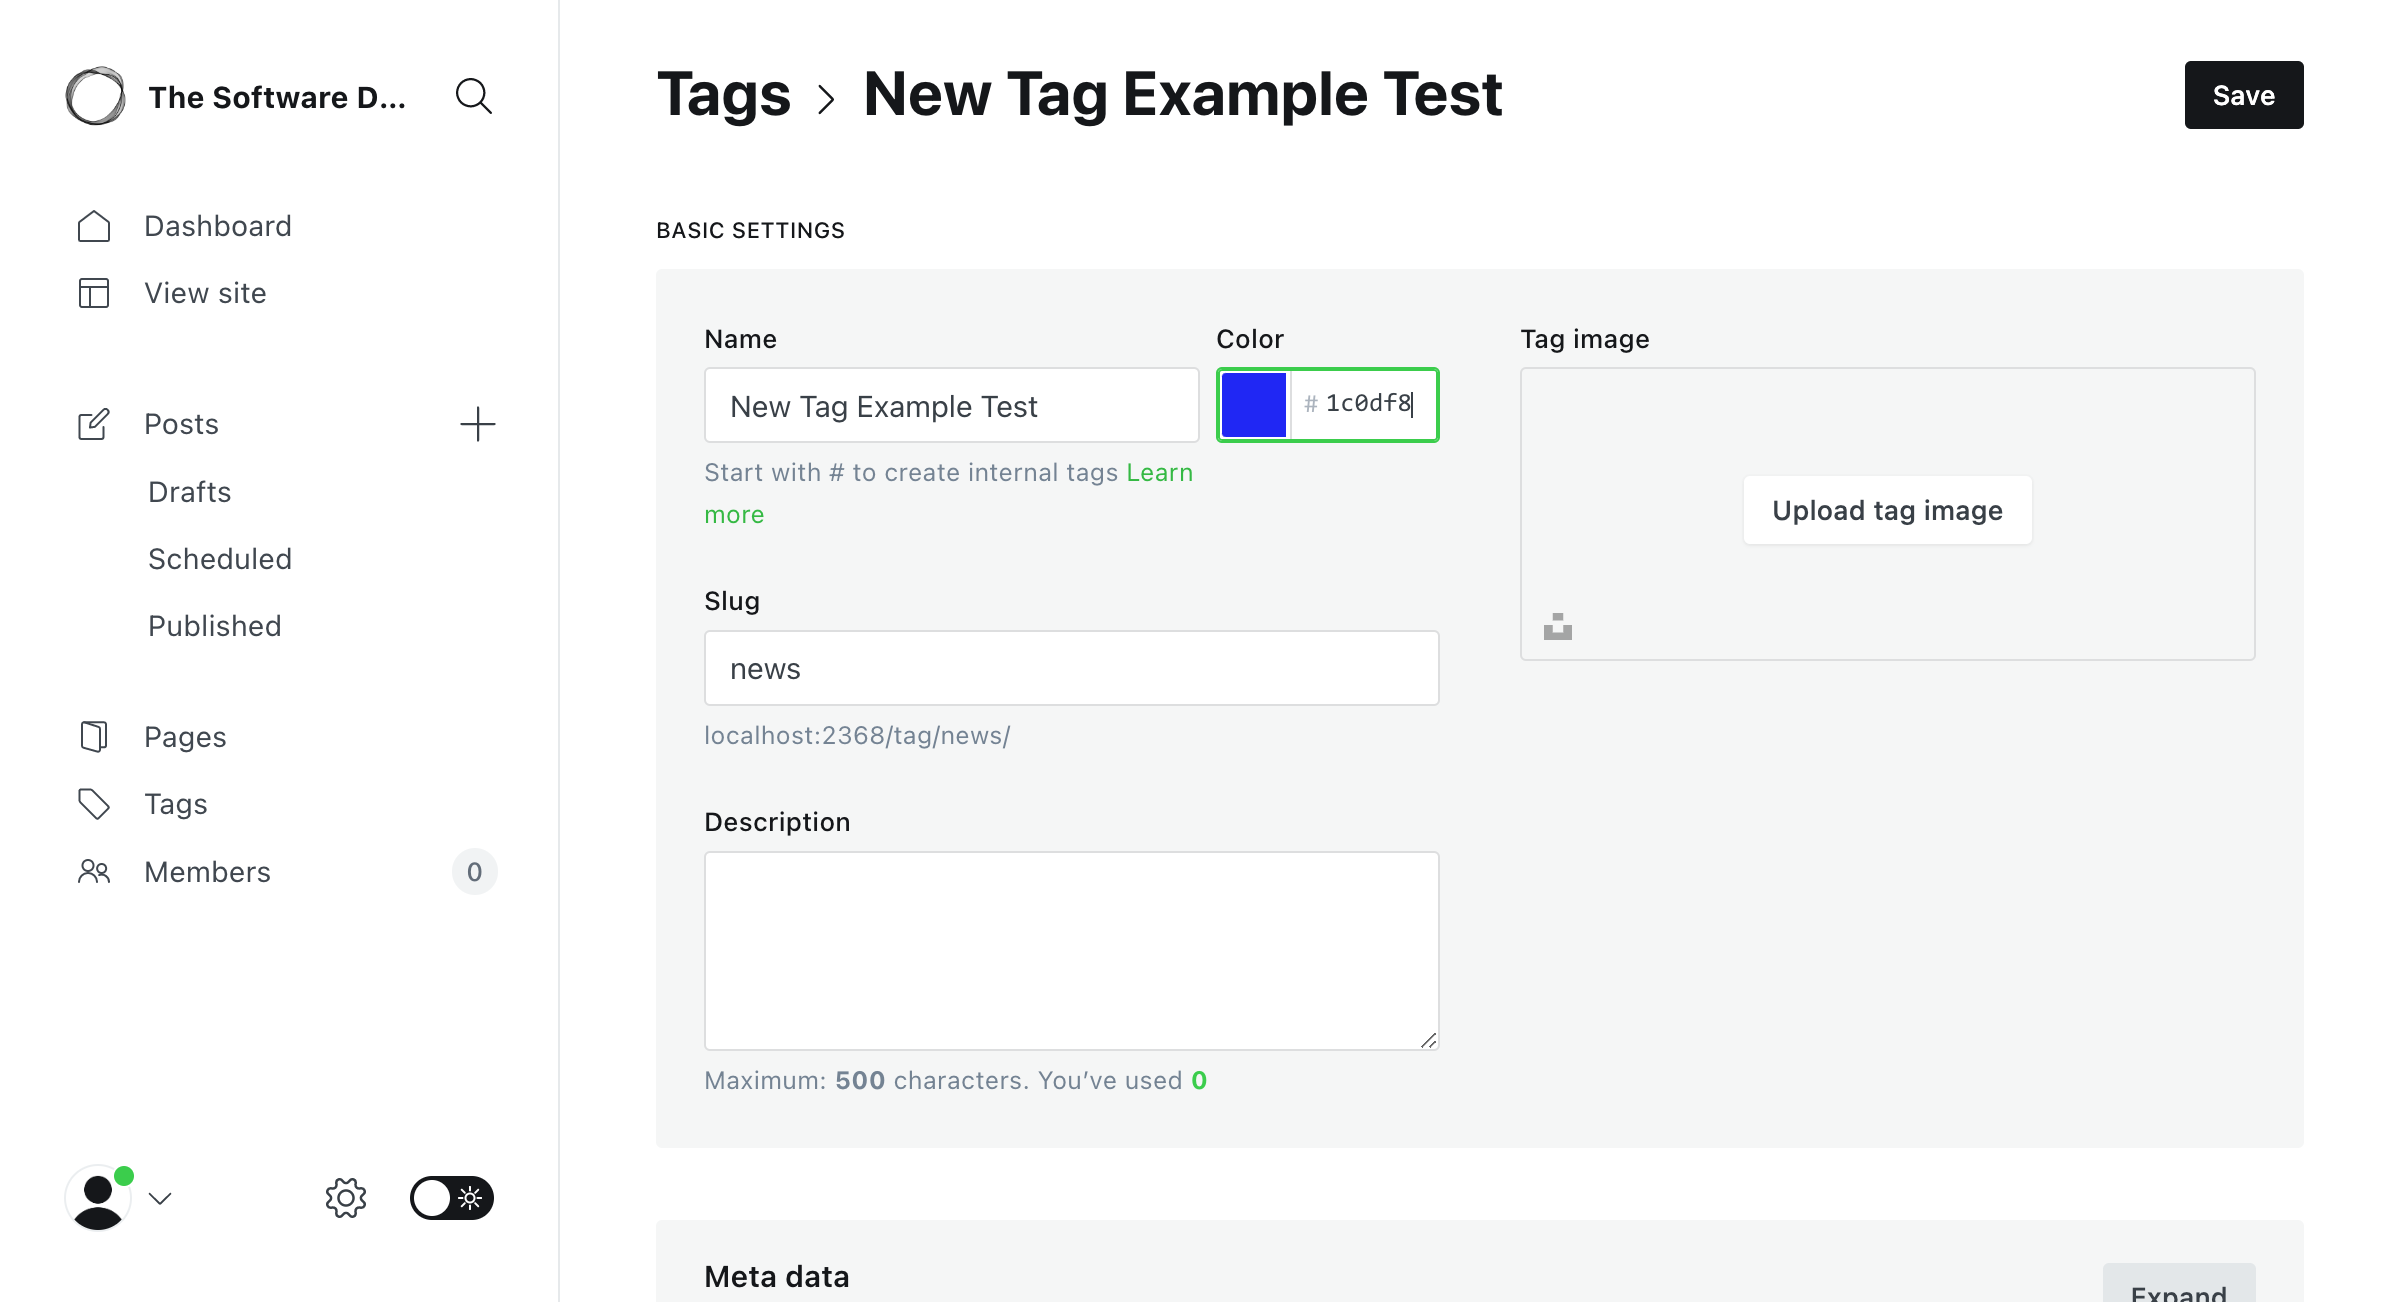 The Software D...
Dashboard
View site
Posts
Drafts
Scheduled
Published
Pages
Tags
Members
0
Tags > New Tag Example Test
Save
BASIC SETTINGS
Name
New Tag Example Test
Start with # to create internal tags Learn
more
Color
# 1c0df8
Slug
news
localhost:2368/tag/news/
Description
Maximum: 500 characters. You’ve used 0
Tag image
Upload tag image
Meta data
Expand